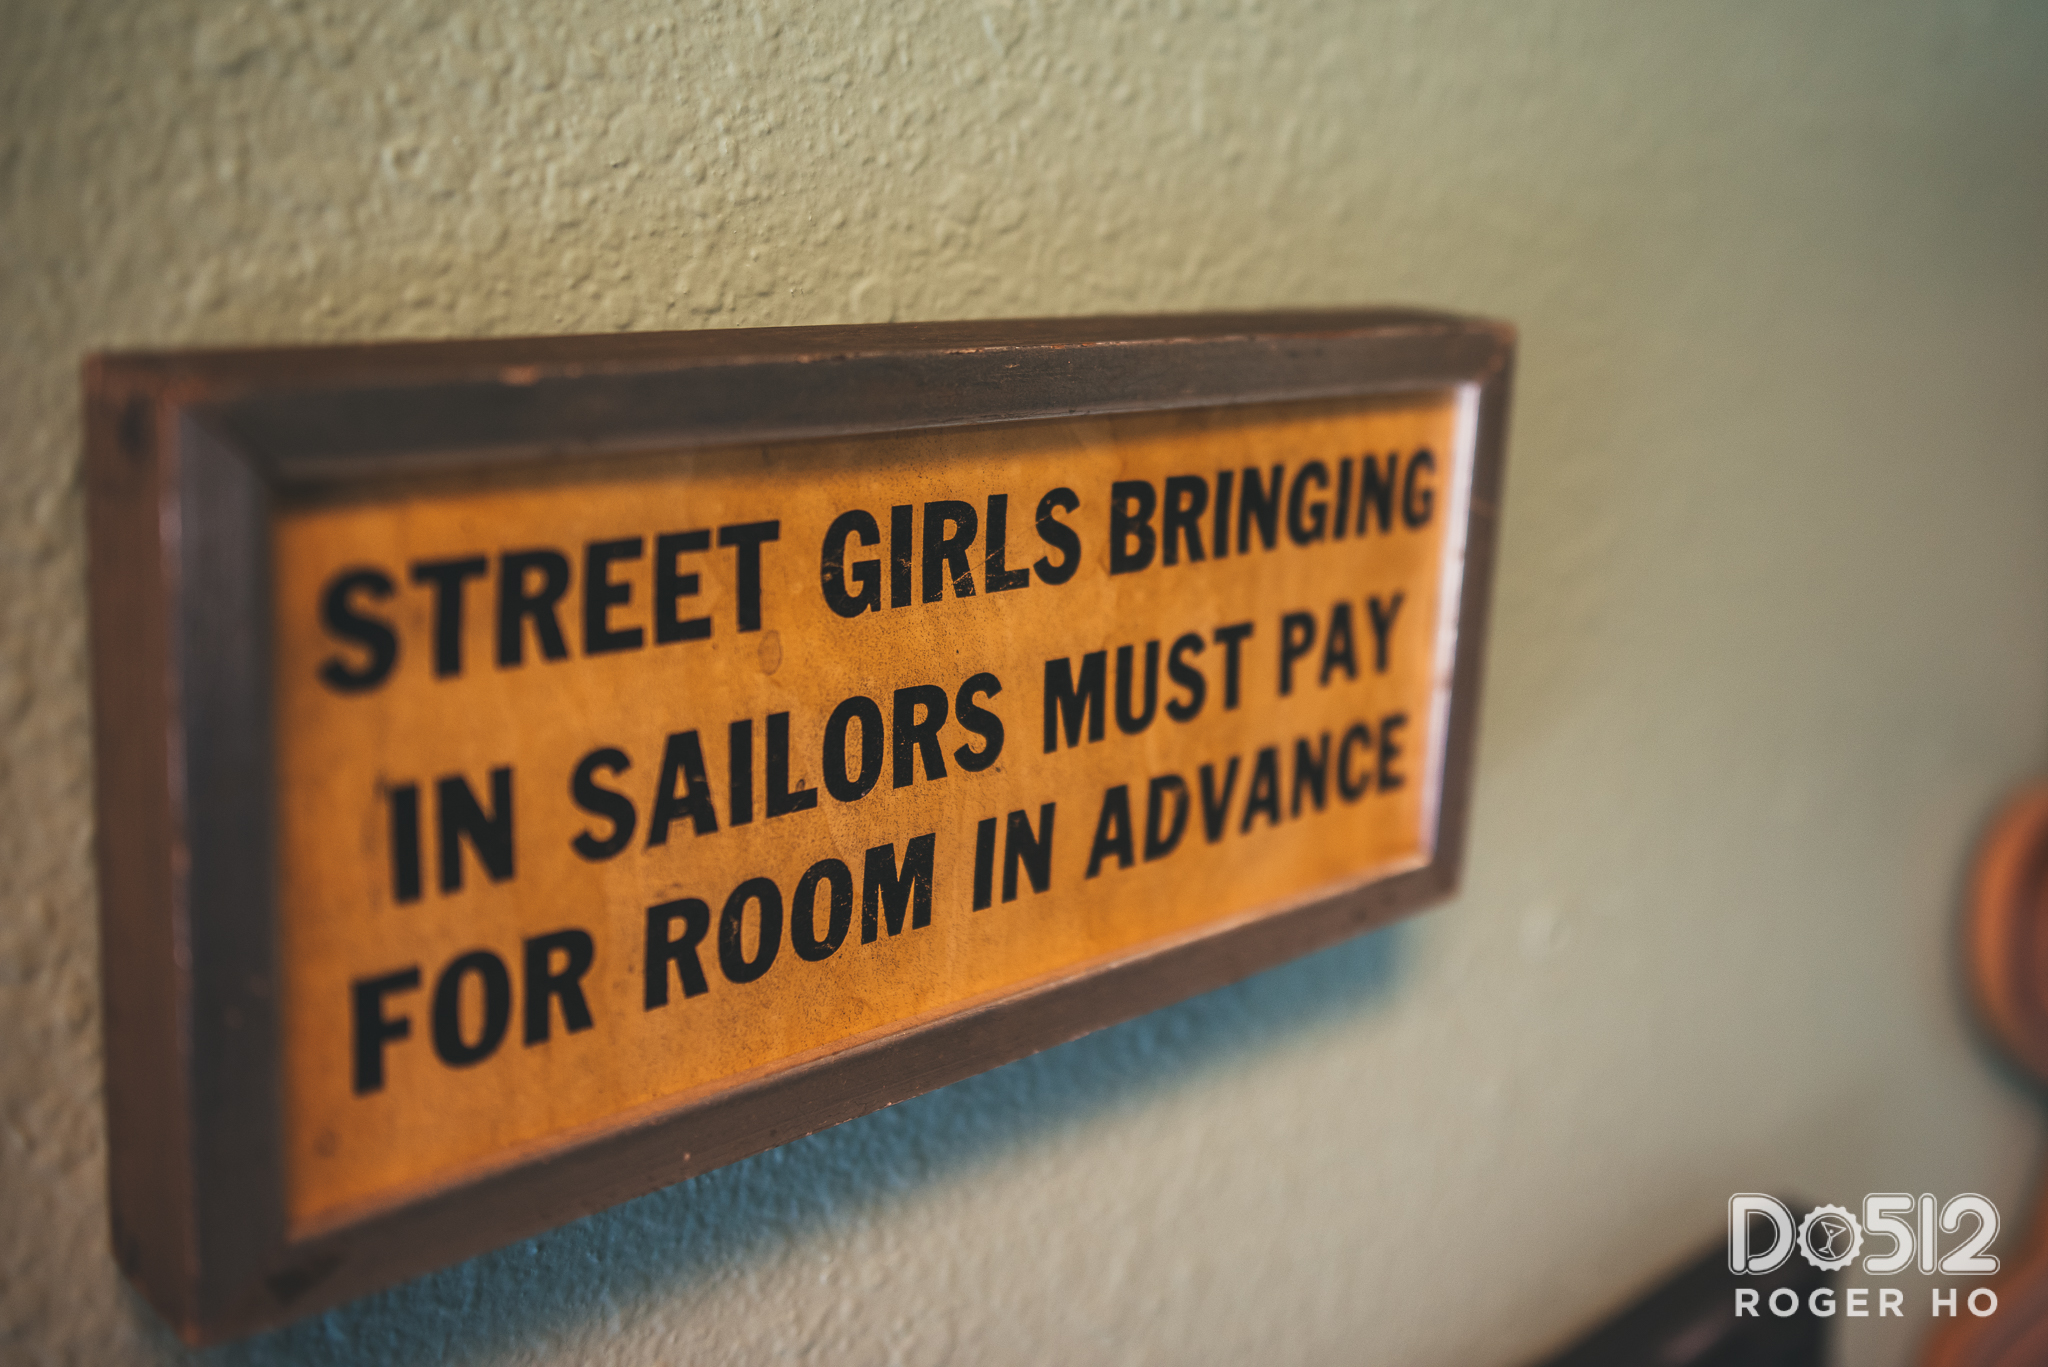 STREET GIRLS BRINGING
IN SAILORS MUST PAY
FOR ROOM IN ADVANCE
Do512
ROGER HO